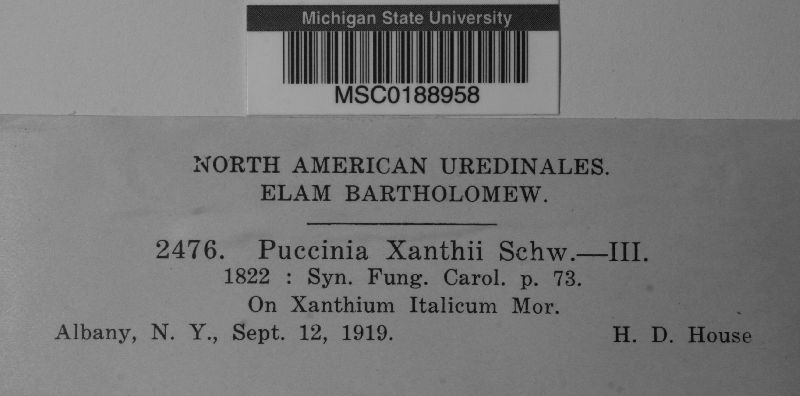 Michigan State University
MSC0188958
NORTH AMERICAN UREDINALES.
ELAM BARTHOLOMEW.
2476. Puccinia Xanthii Schw.—III.
1822 : Syn. Fung. Carol. p. 73.
On Xanthium Italicum Mor.
Albany, N. Y., Sept. 12, 1919. H. D. House